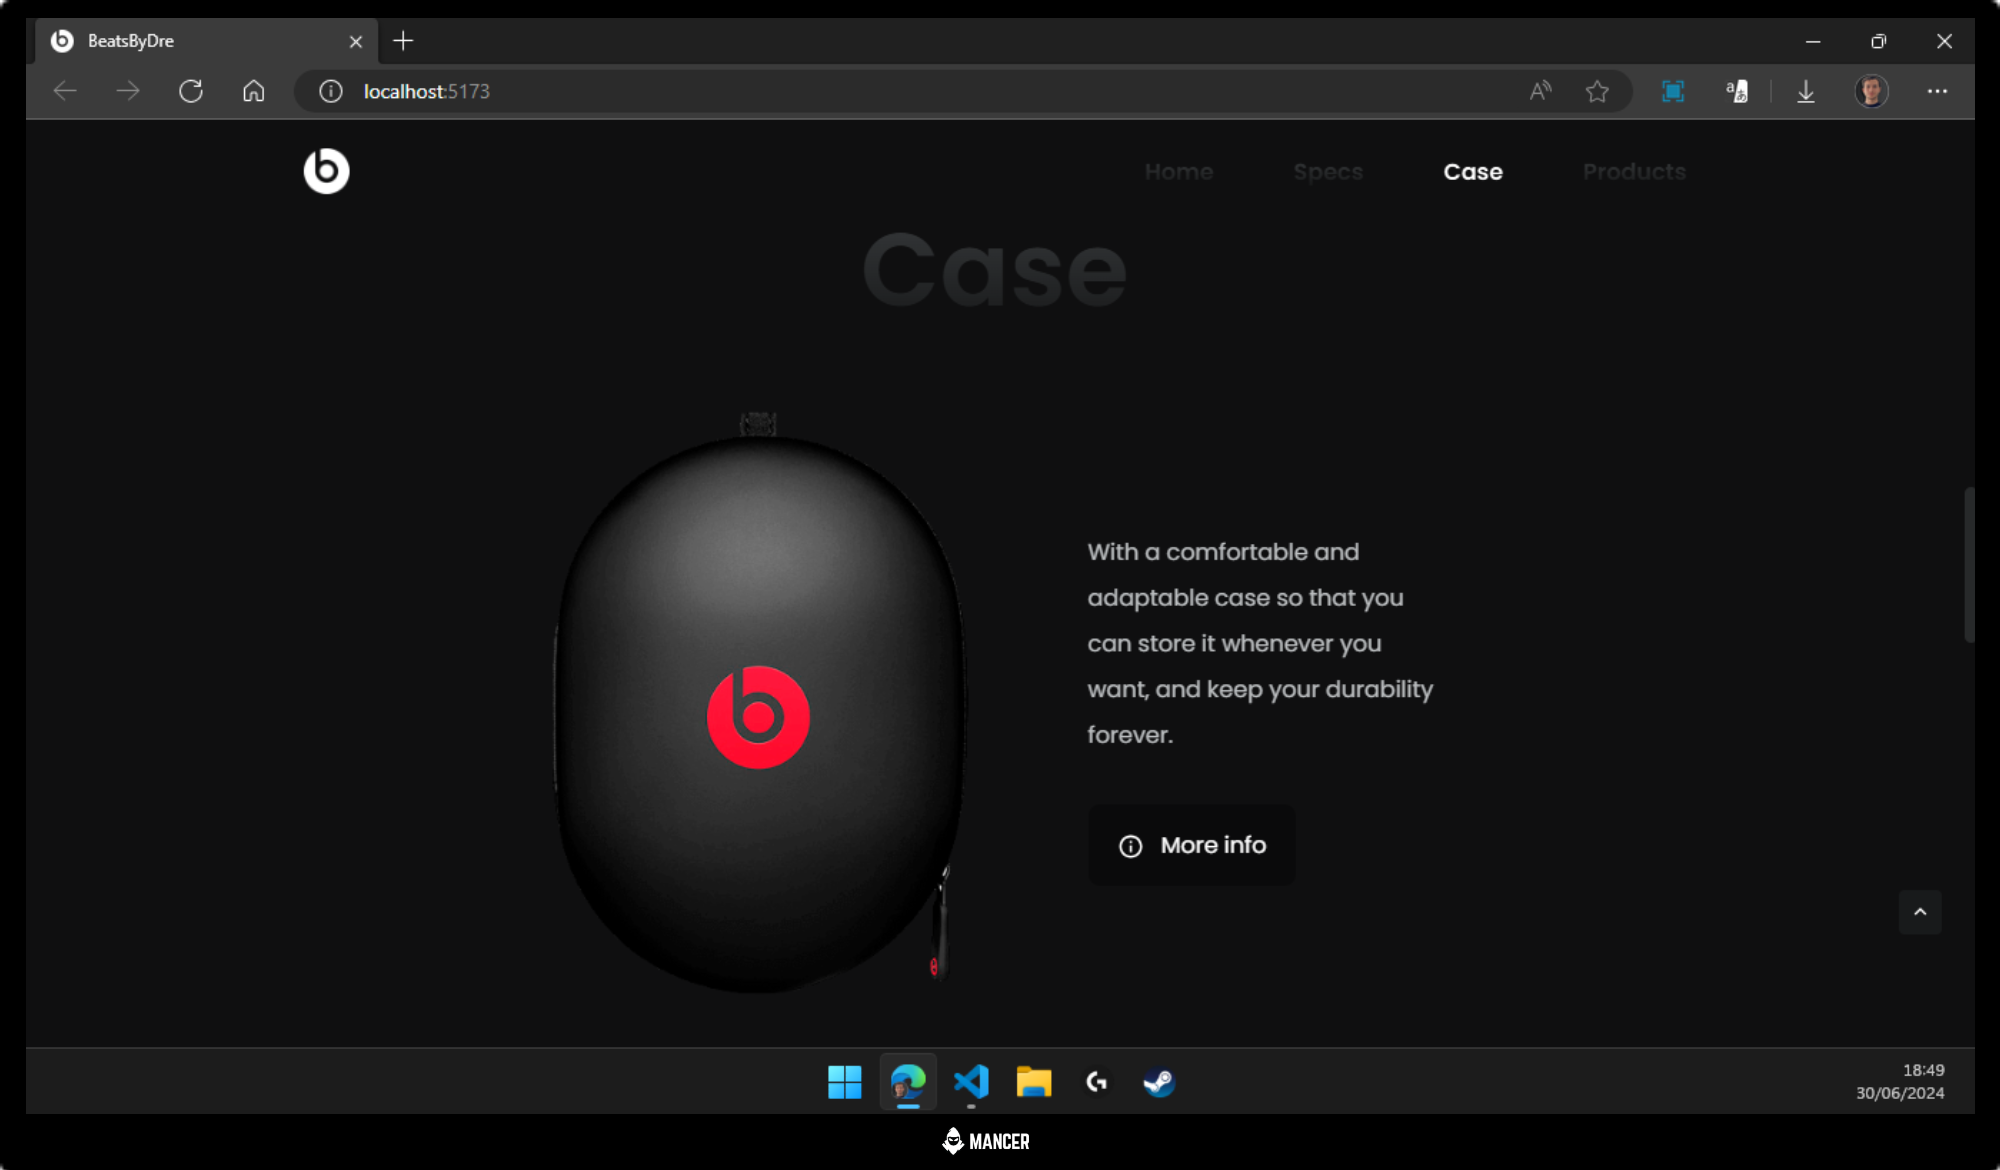 BeatsByDre
localhost:5173
Home Specs Case Products
Case
With a comfortable and
adaptable case so that you
can store it whenever you
want, and keep your durability
forever.
More info
18:49
30/06/2024
MANCER